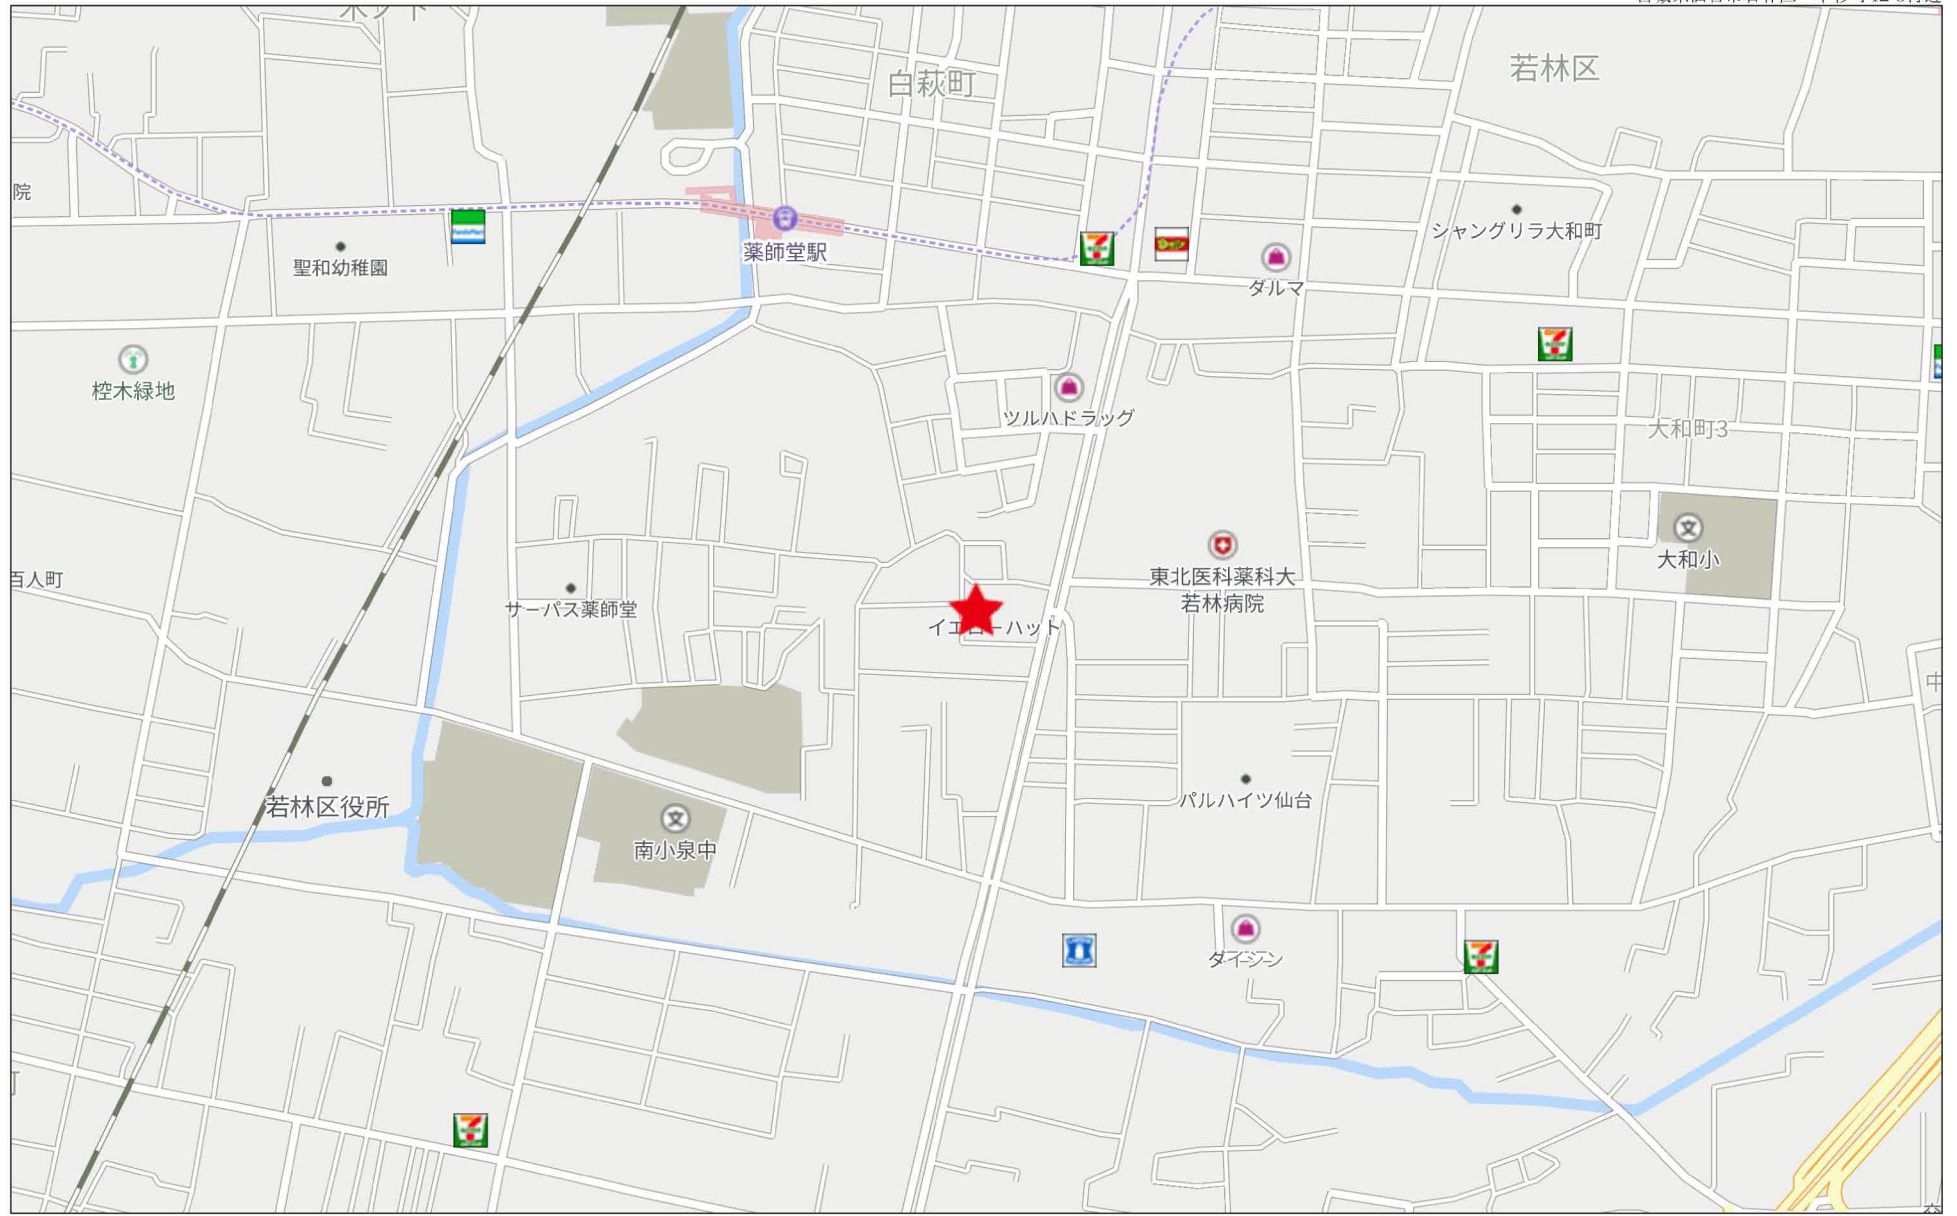 若林区
白萩町
院
シャングリラ大和町
薬師堂駅
聖和幼稚園
ダルマ
椌木緑地
ツルハドラッグ
大和町3
大和小
百人町
東北医科薬科大
若林病院
サーパス薬師堂
イエローハット
中
若林区役所
パルハイツ仙台
南小泉中
ダイシン
町